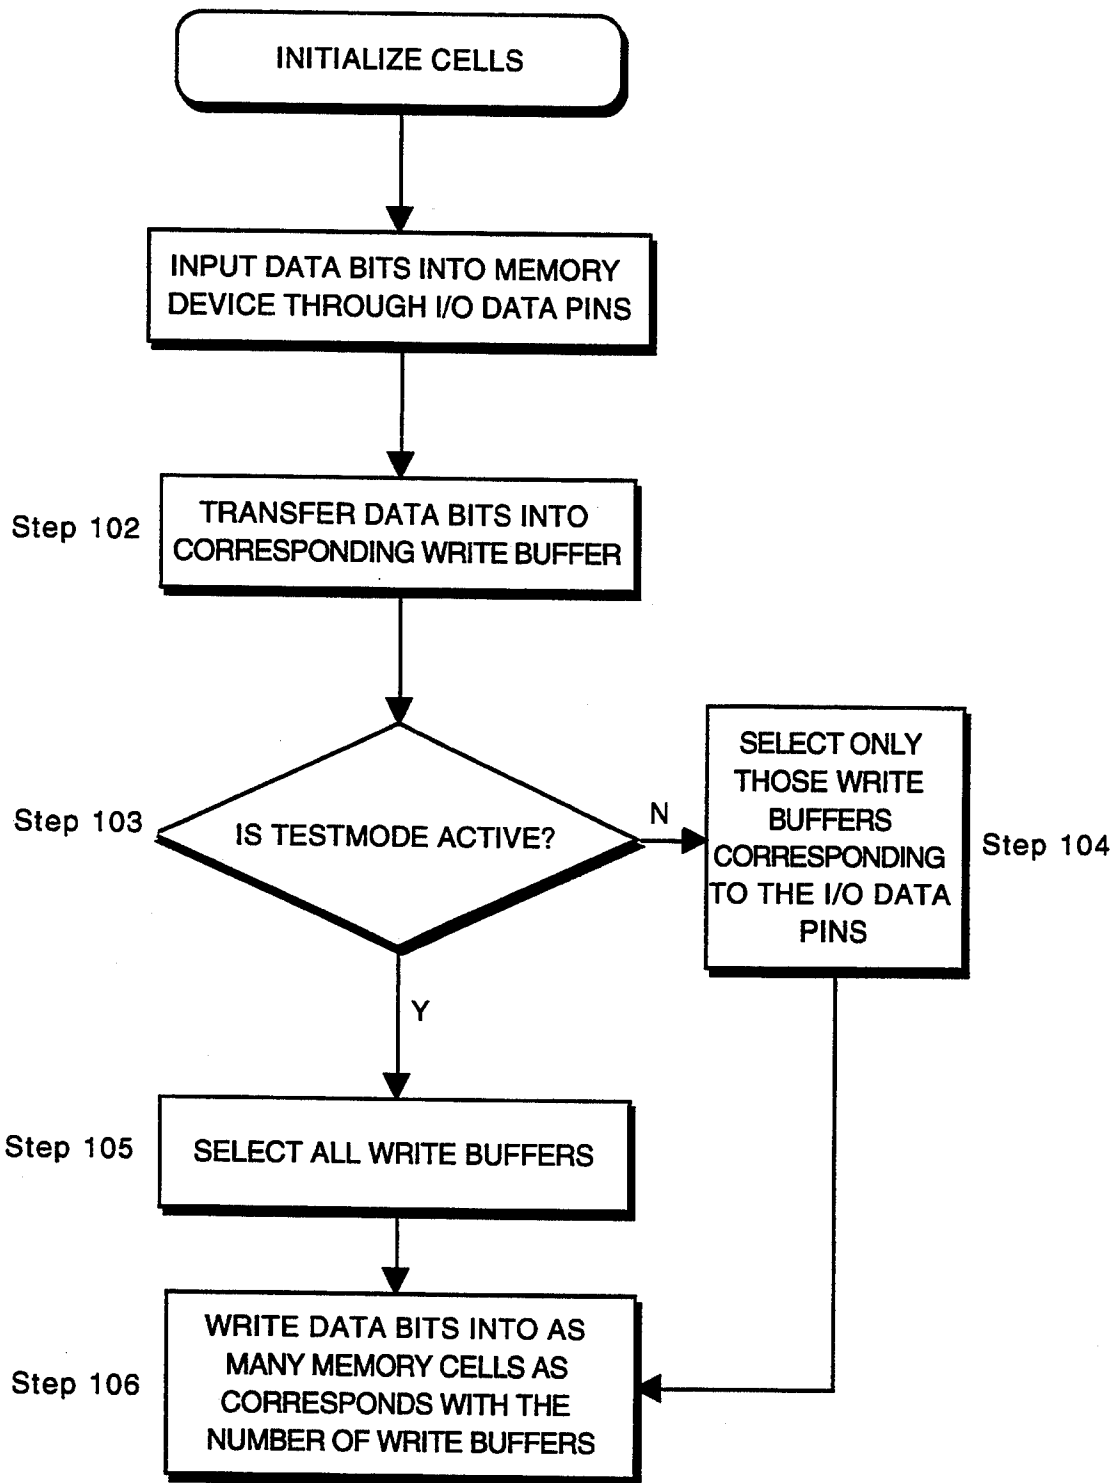 INITIALIZE CELLS
INPUT DATA BITS INTO MEMORY
DEVICE THROUGH I/O DATA PINS
Step 102
TRANSFER DATA BITS INTO
CORRESPONDING WRITE BUFFER
Step 103
IS TESTMODE ACTIVE?
N
SELECT ONLY
THOSE WRITE
BUFFERS
CORRESPONDING
TO THE I/O DATA
PINS
Step 104
Y
Step 105
SELECT ALL WRITE BUFFERS
Step 106
WRITE DATA BITS INTO AS
MANY MEMORY CELLS AS
CORRESPONDS WITH THE
NUMBER OF WRITE BUFFERS